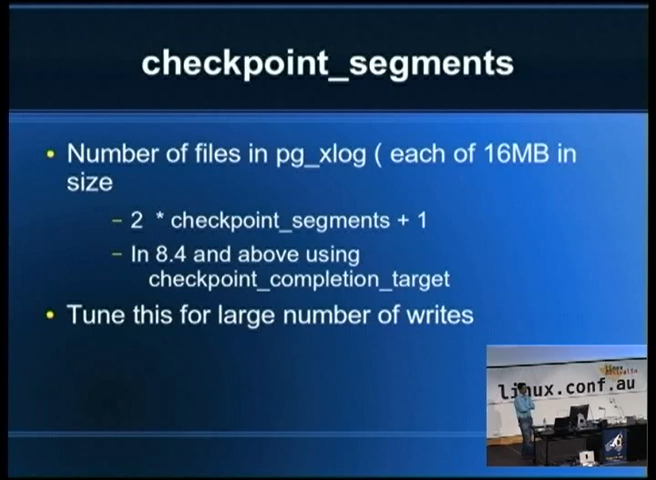 checkpoint_segments
• Number of files in pg_xlog ( each of 16MB in
size
– 2 * checkpoint_segments + 1
– In 8.4 and above using
checkpoint_completion_target
• Tune this for large number of writes
linux.conf.au